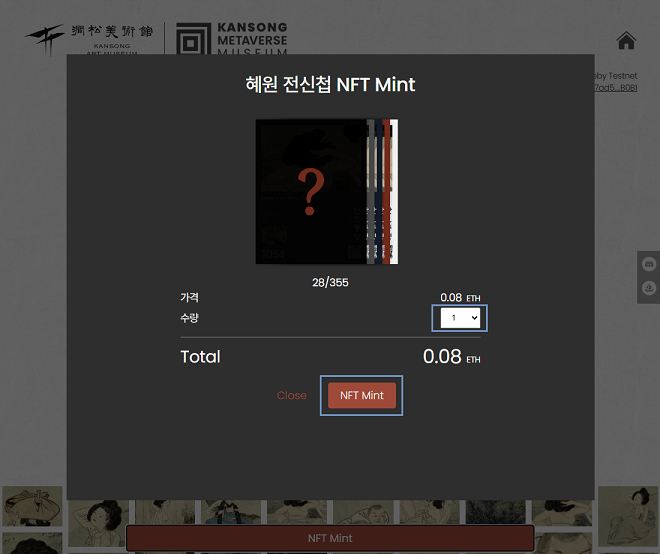 澗松美術館
KANSONG
ART MUSEUM
KANSONG
METAVERSE
MUSEUM
eby Testnet
7ad5...B061
혜원 전신첩 NFT Mint
?
28/355
가격
0.08 ETH
수량
1
Total
0.08 ETH
Close
NFT Mint
NFT Mint